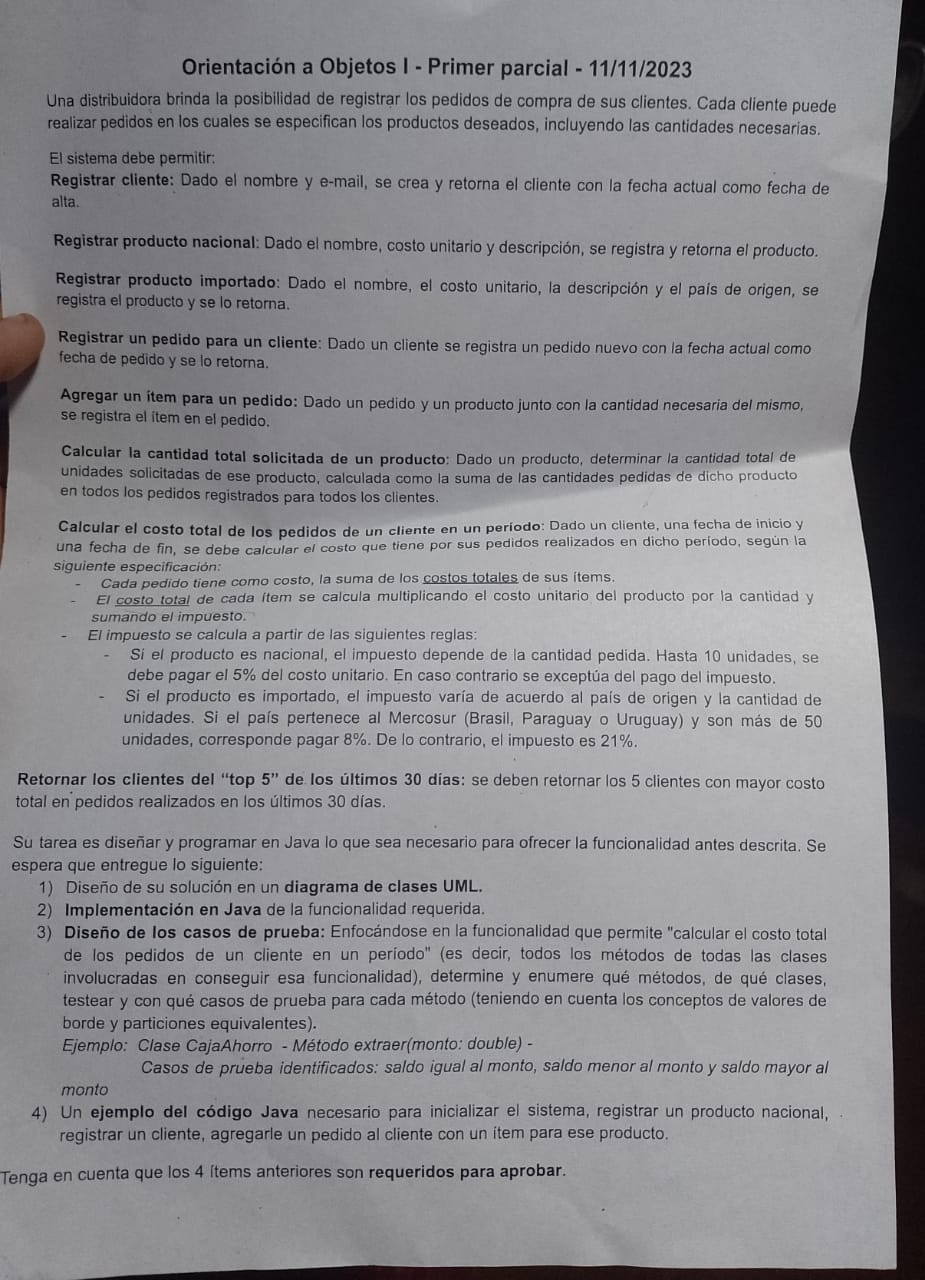 Orientación a Objetos I - Primer parcial - 11/11/2023
Una distribuidora brinda la posibilidad de registrar los pedidos de compra de sus clientes. Cada cliente puede
realizar pedidos en los cuales se especifican los productos deseados, incluyendo las cantidades necesarias.
El sistema debe permitir:
Registrar cliente: Dado el nombre y e-mail, se crea y retorna el cliente con la fecha actual como fecha de
alta.
Registrar producto nacional: Dado el nombre, costo unitario y descripción, se registra y retorna el producto.
Registrar producto importado: Dado el nombre, el costo unitario, la descripción y el país de origen, se
registra el producto y se lo retorna.
Registrar un pedido para un cliente: Dado un cliente se registra un pedido nuevo con la fecha actual como
fecha de pedido y se lo retorna.
Agregar un ítem para un pedido: Dado un pedido y un producto junto con la cantidad necesaria del mismo,
se registra el ítem en el pedido.
Calcular la cantidad total solicitada de un producto: Dado un producto, determinar la cantidad total de
unidades solicitadas de ese producto, calculada como la suma de las cantidades pedidas de dicho producto
en todos los pedidos registrados para todos los clientes.
Calcular el costo total de los pedidos de un cliente en un período: Dado un cliente, una fecha de inicio y
una fecha de fin, se debe calcular el costo que tiene por sus pedidos realizados en dicho período, según la
siguiente especificación:
- Cada pedido tiene como costo, la suma de los costos totales de sus ítems.
- El costo total de cada ítem se calcula multiplicando el costo unitario del producto por la cantidad y
sumando el impuesto.
- El impuesto se calcula a partir de las siguientes reglas:
- Si el producto es nacional, el impuesto depende de la cantidad pedida. Hasta 10 unidades, se
debe pagar el 5% del costo unitario. En caso contrario se exceptúa del pago del impuesto.
- Si el producto es importado, el impuesto varía de acuerdo al país de origen y la cantidad de
unidades. Si el país pertenece al Mercosur (Brasil, Paraguay o Uruguay) y son más de 50
unidades, corresponde pagar 8%. De lo contrario, el impuesto es 21%.
Retornar los clientes del “top 5” de los últimos 30 días: se deben retornar los 5 clientes con mayor costo
total en pedidos realizados en los últimos 30 días.
Su tarea es diseñar y programar en Java lo que sea necesario para ofrecer la funcionalidad antes descrita. Se
espera que entregue lo siguiente:
1) Diseño de su solución en un diagrama de clases UML.
2) Implementación en Java de la funcionalidad requerida.
3) Diseño de los casos de prueba: Enfocándose en la funcionalidad que permite "calcular el costo total
de los pedidos de un cliente en un período" (es decir, todos los métodos de todas las clases
involucradas en conseguir esa funcionalidad), determine y enumere qué métodos, de qué clases,
testear y con qué casos de prueba para cada método (teniendo en cuenta los conceptos de valores de
borde y particiones equivalentes).
Ejemplo: Clase CajaAhorro - Método extraer(monto: double) -
Casos de prueba identificados: saldo igual al monto, saldo menor al monto y saldo mayor al
monto
4) Un ejemplo del código Java necesario para inicializar el sistema, registrar un producto nacional,
registrar un cliente, agregarle un pedido al cliente con un ítem para ese producto.
Tenga en cuenta que los 4 ítems anteriores son requeridos para aprobar.